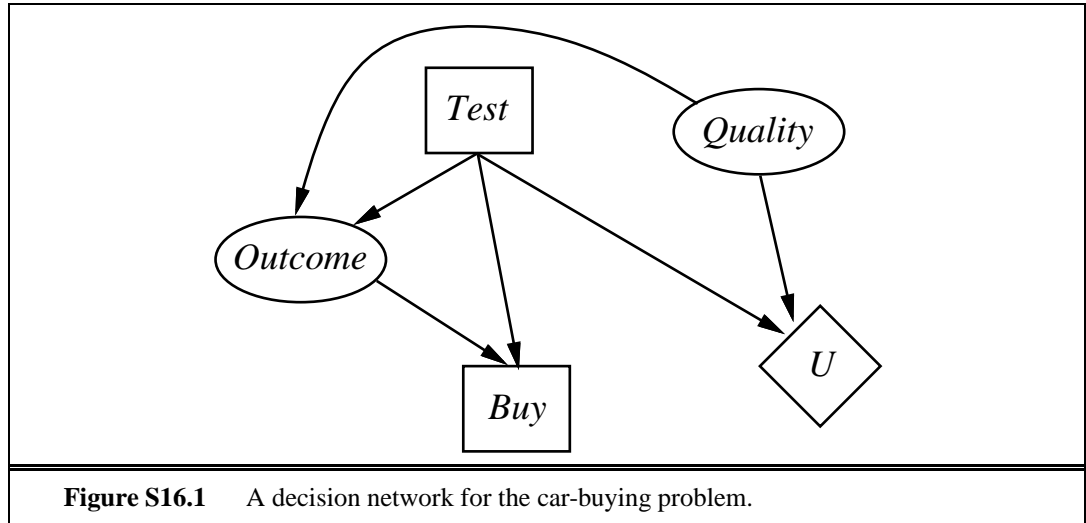 Test
Quality
Outcome
U
Buy
Figure S16.1 A decision network for the car-buying problem.